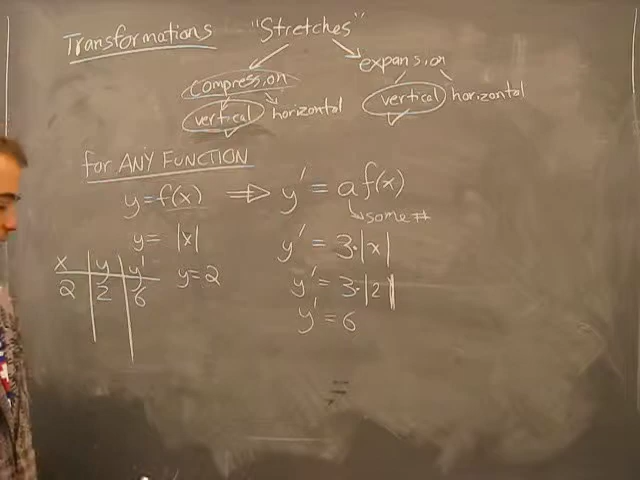 Transformations "Stretches"
compression expansion
vertical horizontal vertical horizontal
for ANY FUNCTION
y = f(x) ⟹ y' = a f(x)
some #
y = |x| y' = 3·|x|
x y y' y = 2 y' = 3·|2|
2 2 6
y' = 6